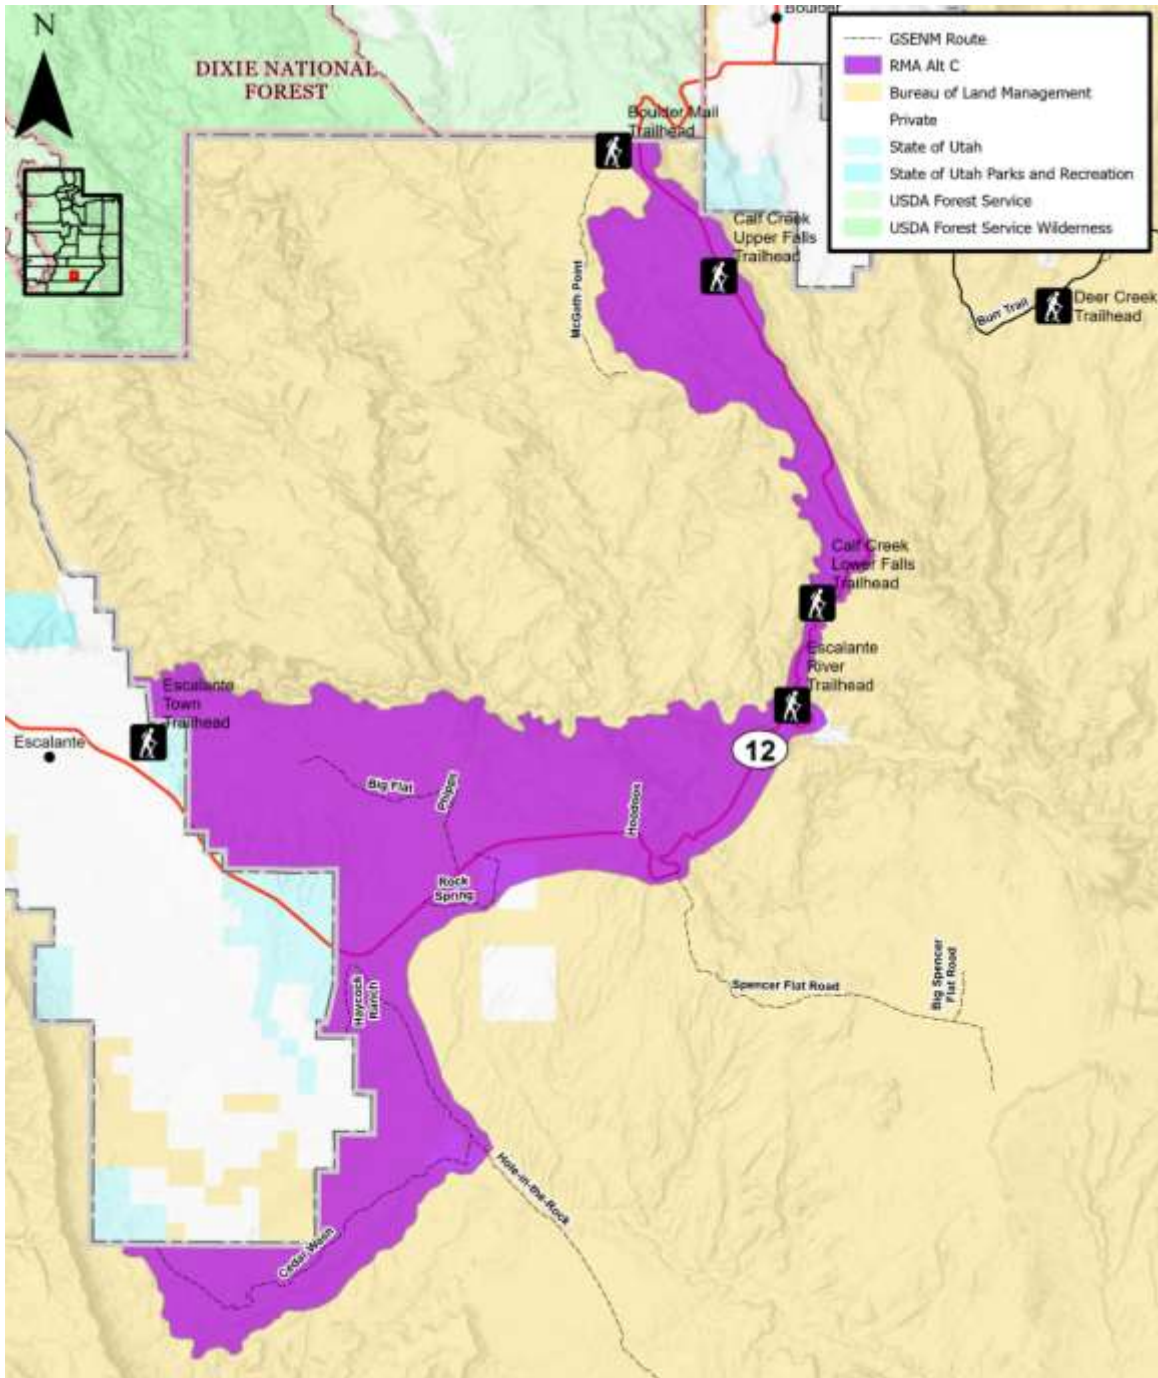 N
Boulder
GSENM Route
RMA Alt C
Bureau of Land Management
Private
State of Utah
State of Utah Parks and Recreation
USDA Forest Service
USDA Forest Service Wilderness
DIXIE NATIONAL
FOREST
Boulder Mail
Trailhead
Calf Creek
Upper Falls
Trailhead
McGath Point
Burr Trail
Deer Creek
Trailhead
Calf Creek
Lower Falls
Trailhead
Escalante
River
Trailhead
Escalante
Town
Trailhead
Escalante
12
Big Flat
Phipps
Hoodoos
Rock
Spring
Haycock
Ranch
Spencer Flat Road
Big Spencer
Flat Road
Hole-in-the-Rock
Cedar Wash